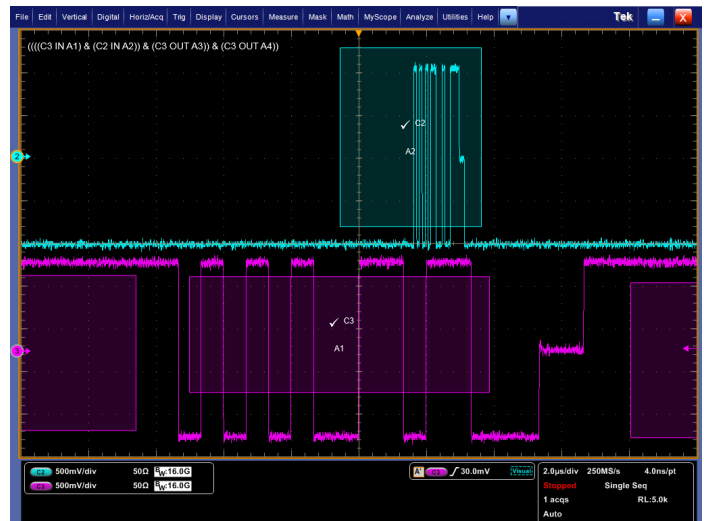 File Edit Vertical Digital Horiz/Acq Trig Display Cursors Measure Mask Math MyScope Analyze Utilities Help Tek X
((((C3 IN A1) & (C2 IN A2)) & (C3 OUT A3)) & (C3 OUT A4))
C2
A2
2
C3
A1
3
C2 500mV/div 50Ω BW:16.0G
C3 500mV/div 50Ω BW:16.0G
A' C3 30.0mV Visual
2.0µs/div 250MS/s 4.0ns/pt
Stopped Single Seq
1 acqs RL:5.0k
Auto